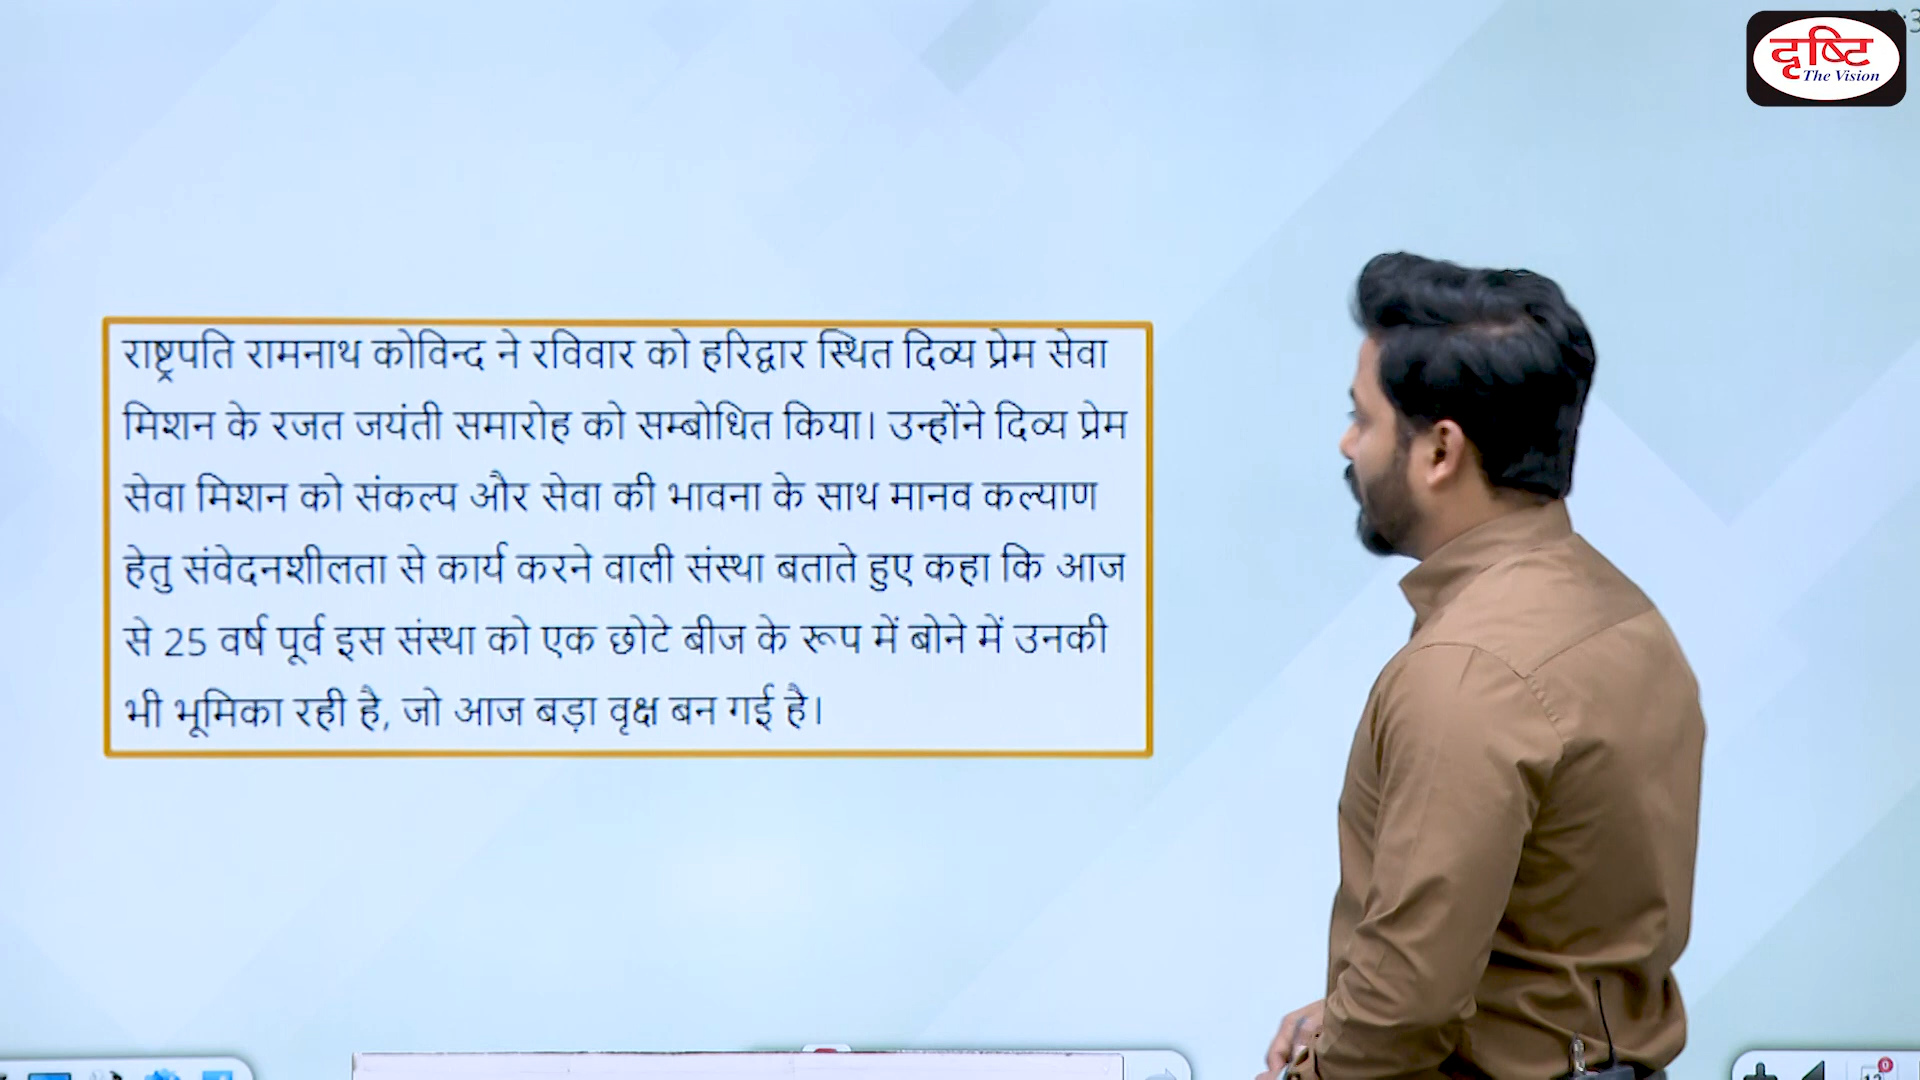 दृष्टि
The Vision
राष्ट्रपति रामनाथ कोविन्द ने रविवार को हरिद्वार स्थित दिव्य प्रेम सेवा
मिशन के रजत जयंती समारोह को सम्बोधित किया। उन्होंने दिव्य प्रेम
सेवा मिशन को संकल्प और सेवा की भावना के साथ मानव कल्याण
हेतु संवेदनशीलता से कार्य करने वाली संस्था बताते हुए कहा कि आज
से 25 वर्ष पूर्व इस संस्था को एक छोटे बीज के रूप में बोने में उनकी
भी भूमिका रही है, जो आज बड़ा वृक्ष बन गई है।